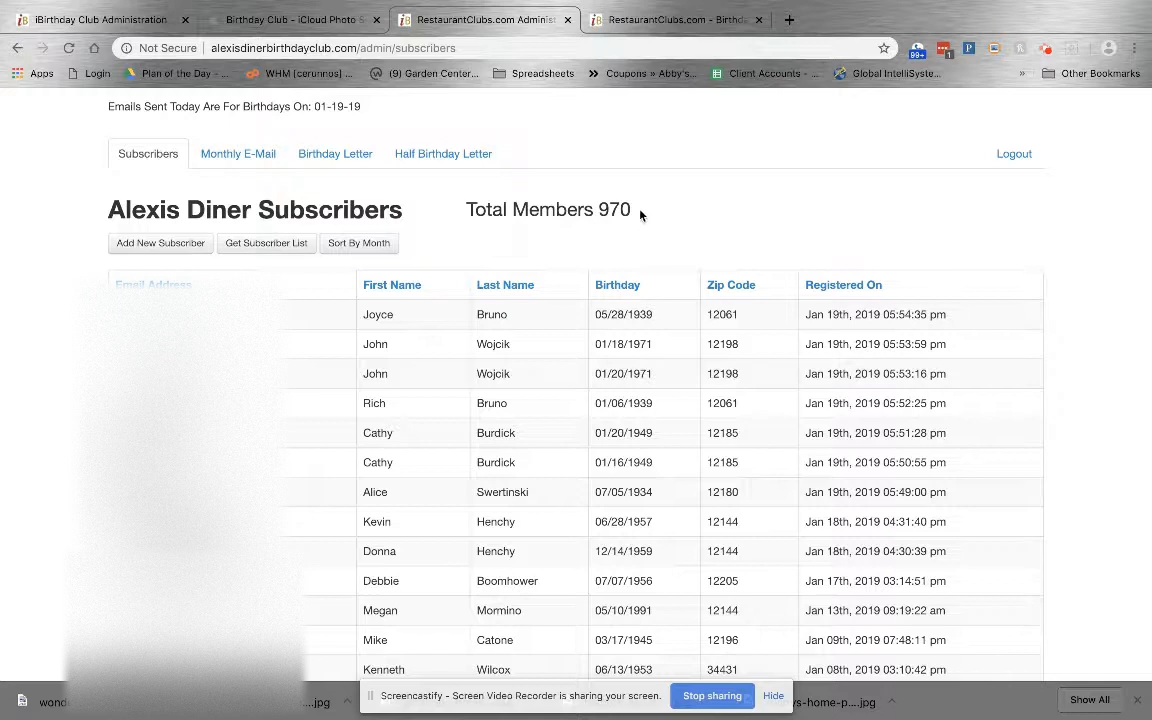 iBirthday Club Administration
Birthday Club - iCloud Photo S
RestaurantClubs.com Administ
RestaurantClubs.com - Birthd
Not Secure | alexisdinerbirthdayclub.com/admin/subscribers
99+ 1
Apps Login Plan of the Day - ... WHM [cerunnos] ... (9) Garden Center... Spreadsheets Coupons » Abby's... Client Accounts - ... Global IntelliSyste... » Other Bookmarks
Emails Sent Today Are For Birthdays On: 01-19-19
Subscribers Monthly E-Mail Birthday Letter Half Birthday Letter Logout
Alexis Diner Subscribers Total Members 970
Add New Subscriber Get Subscriber List Sort By Month
Email Address First Name Last Name Birthday Zip Code Registered On
Joyce Bruno 05/28/1939 12061 Jan 19th, 2019 05:54:35 pm
John Wojcik 01/18/1971 12198 Jan 19th, 2019 05:53:59 pm
John Wojcik 01/20/1971 12198 Jan 19th, 2019 05:53:16 pm
Rich Bruno 01/06/1939 12061 Jan 19th, 2019 05:52:25 pm
Cathy Burdick 01/20/1949 12185 Jan 19th, 2019 05:51:28 pm
Cathy Burdick 01/16/1949 12185 Jan 19th, 2019 05:50:55 pm
Alice Swertinski 07/05/1934 12180 Jan 19th, 2019 05:49:00 pm
Kevin Henchy 06/28/1957 12144 Jan 18th, 2019 04:31:40 pm
Donna Henchy 12/14/1959 12144 Jan 18th, 2019 04:30:39 pm
Debbie Boomhower 07/07/1956 12205 Jan 17th, 2019 03:14:51 pm
Megan Mormino 05/10/1991 12144 Jan 13th, 2019 09:19:22 am
Mike Catone 03/17/1945 12196 Jan 09th, 2019 07:48:11 pm
Kenneth Wilcox 06/13/1953 34431 Jan 08th, 2019 03:10:42 pm
wond ....jpg
Screencastify - Screen Video Recorder is sharing your screen. Stop sharing Hide
ys-home-p....jpg
Show All